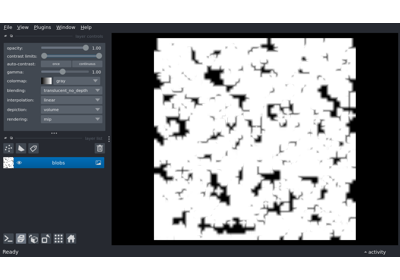 File View Plugins Window Help
opacity: 1.00
contrast limits:
auto-contrast: once continuous
gamma: 1.00
colormap: gray
blending: translucent_no_depth
interpolation: linear
depiction: volume
rendering: mip
blobs
Ready
activity